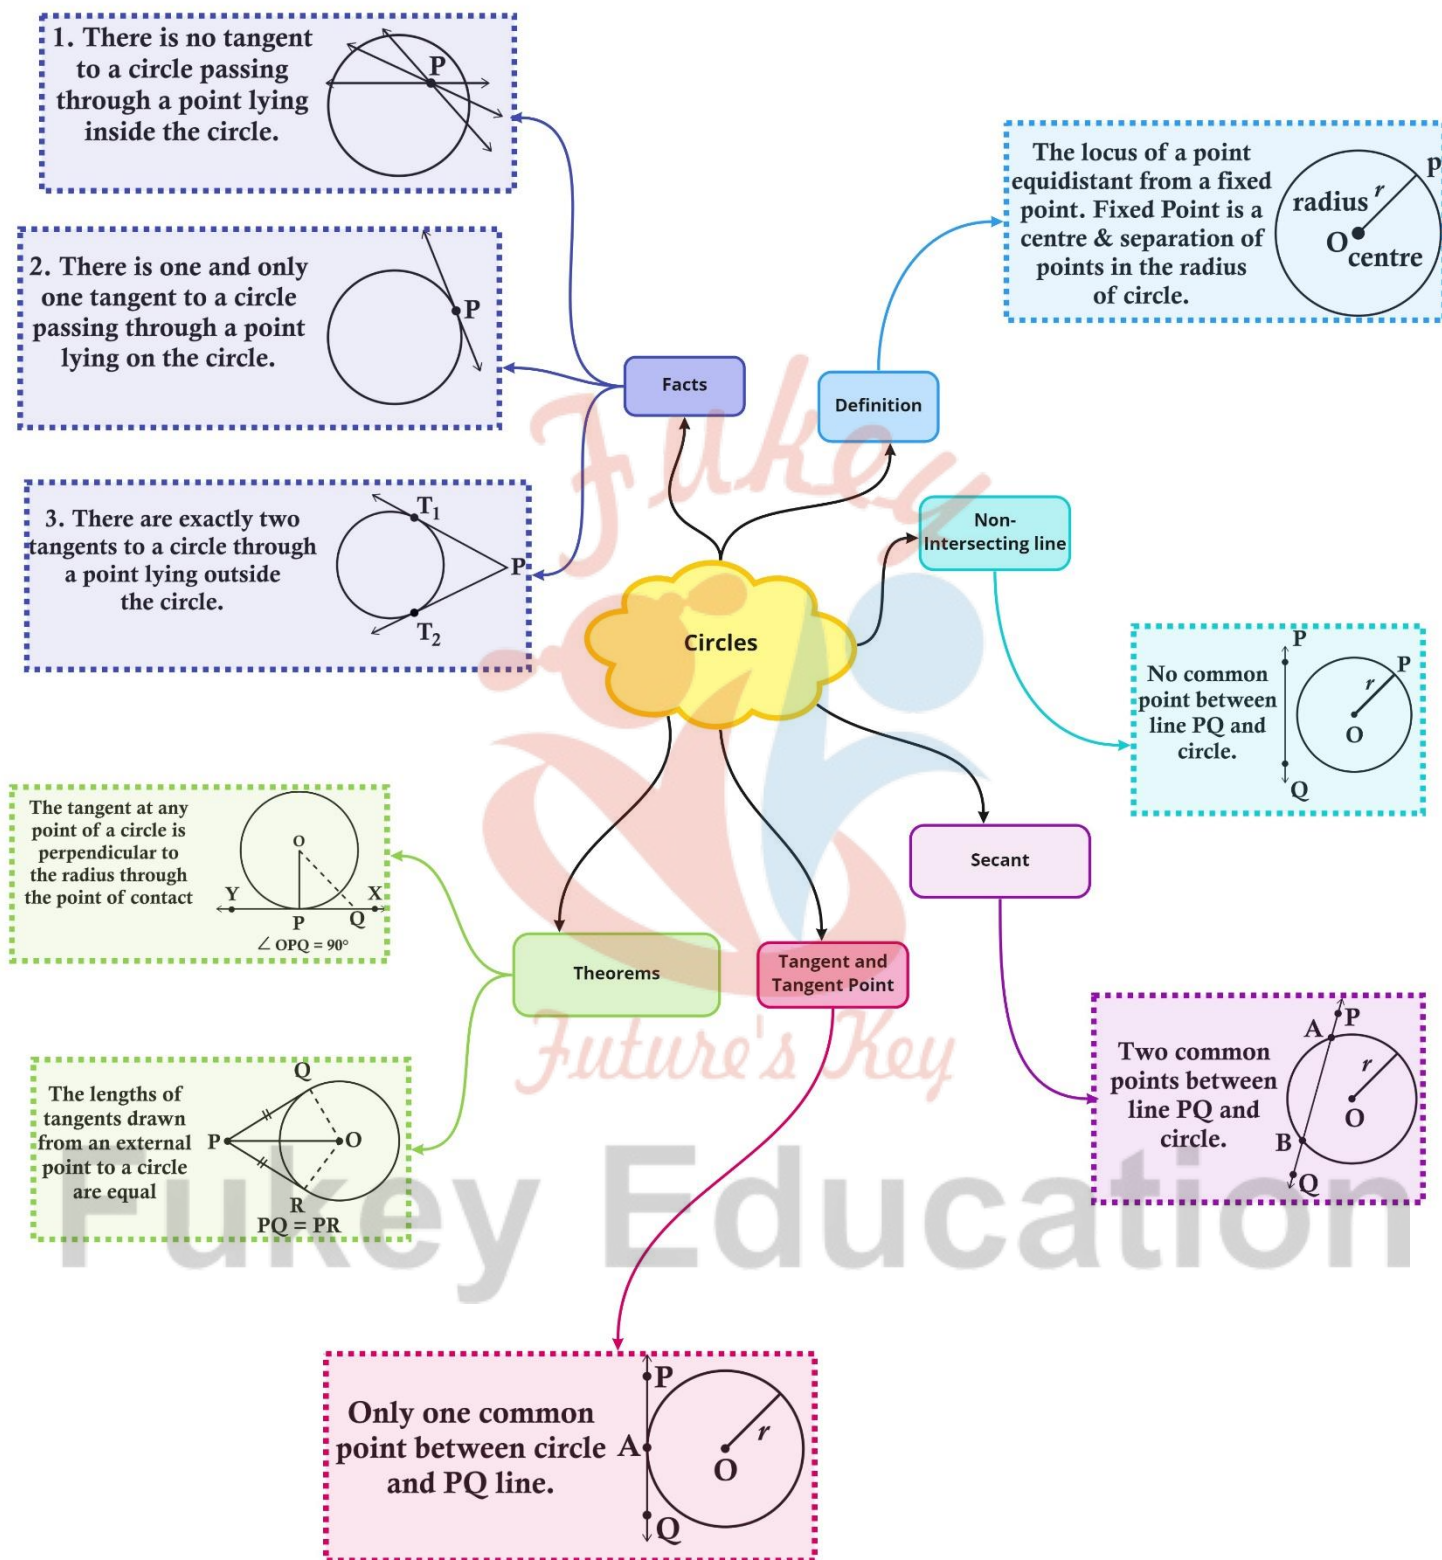 1. There is no tangent
to a circle passing
through a point lying
inside the circle.
P
The locus of a point
equidistant from a fixed
point. Fixed Point is a
centre & separation of
points in the radius
of circle.
p
radius r
O
centre
2. There is one and only
one tangent to a circle
passing through a point
lying on the circle.
P
Facts
Definition
Fukey
3. There are exactly two
tangents to a circle through
a point lying outside
the circle.
T1
P
T2
Non-
Intersecting line
Circles
No common
point between
line PQ and
circle.
P
P
r
O
Q
The tangent at any
point of a circle is
perpendicular to
the radius through
the point of contact
O
Y
X
P
Q
∠ OPQ = 90°
Secant
Theorems
Tangent and
Tangent Point
Future's Key
Two common
points between
line PQ and
circle.
P
A
r
O
B
Q
The lengths of
tangents drawn
from an external
point to a circle
are equal
Q
P
O
R
PQ = PR
Fukey Education
Only one common
point between circle
and PQ line.
P
A
r
O
Q